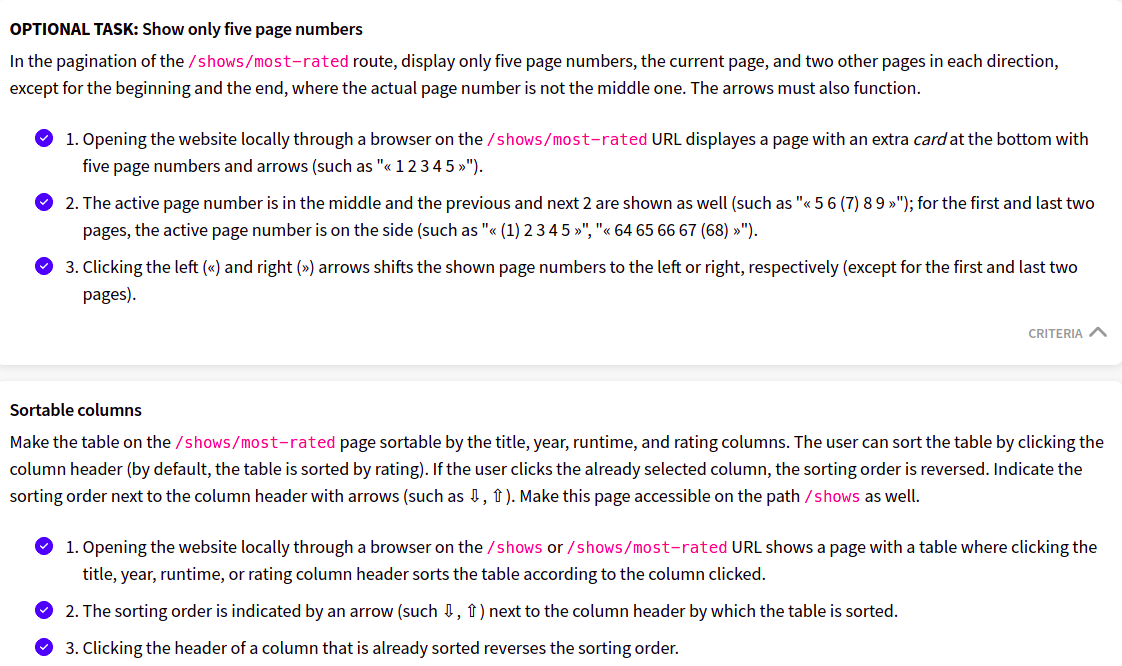 OPTIONAL TASK: Show only five page numbers
In the pagination of the /shows/most-rated route, display only five page numbers, the current page, and two other pages in each direction,
except for the beginning and the end, where the actual page number is not the middle one. The arrows must also function.
1. Opening the website locally through a browser on the /shows/most-rated URL displayes a page with an extra card at the bottom with
five page numbers and arrows (such as "« 1 2 3 4 5 »").
2. The active page number is in the middle and the previous and next 2 are shown as well (such as "« 5 6 (7) 8 9 »"); for the first and last two
pages, the active page number is on the side (such as "« (1) 2 3 4 5 »", "« 64 65 66 67 (68) »").
3. Clicking the left («) and right (») arrows shifts the shown page numbers to the left or right, respectively (except for the first and last two
pages).
CRITERIA
Sortable columns
Make the table on the /shows/most-rated page sortable by the title, year, runtime, and rating columns. The user can sort the table by clicking the
column header (by default, the table is sorted by rating). If the user clicks the already selected column, the sorting order is reversed. Indicate the
sorting order next to the column header with arrows (such as ⇩, ⇧). Make this page accessible on the path /shows as well.
1. Opening the website locally through a browser on the /shows or /shows/most-rated URL shows a page with a table where clicking the
title, year, runtime, or rating column header sorts the table according to the column clicked.
2. The sorting order is indicated by an arrow (such ⇩, ⇧) next to the column header by which the table is sorted.
3. Clicking the header of a column that is already sorted reverses the sorting order.